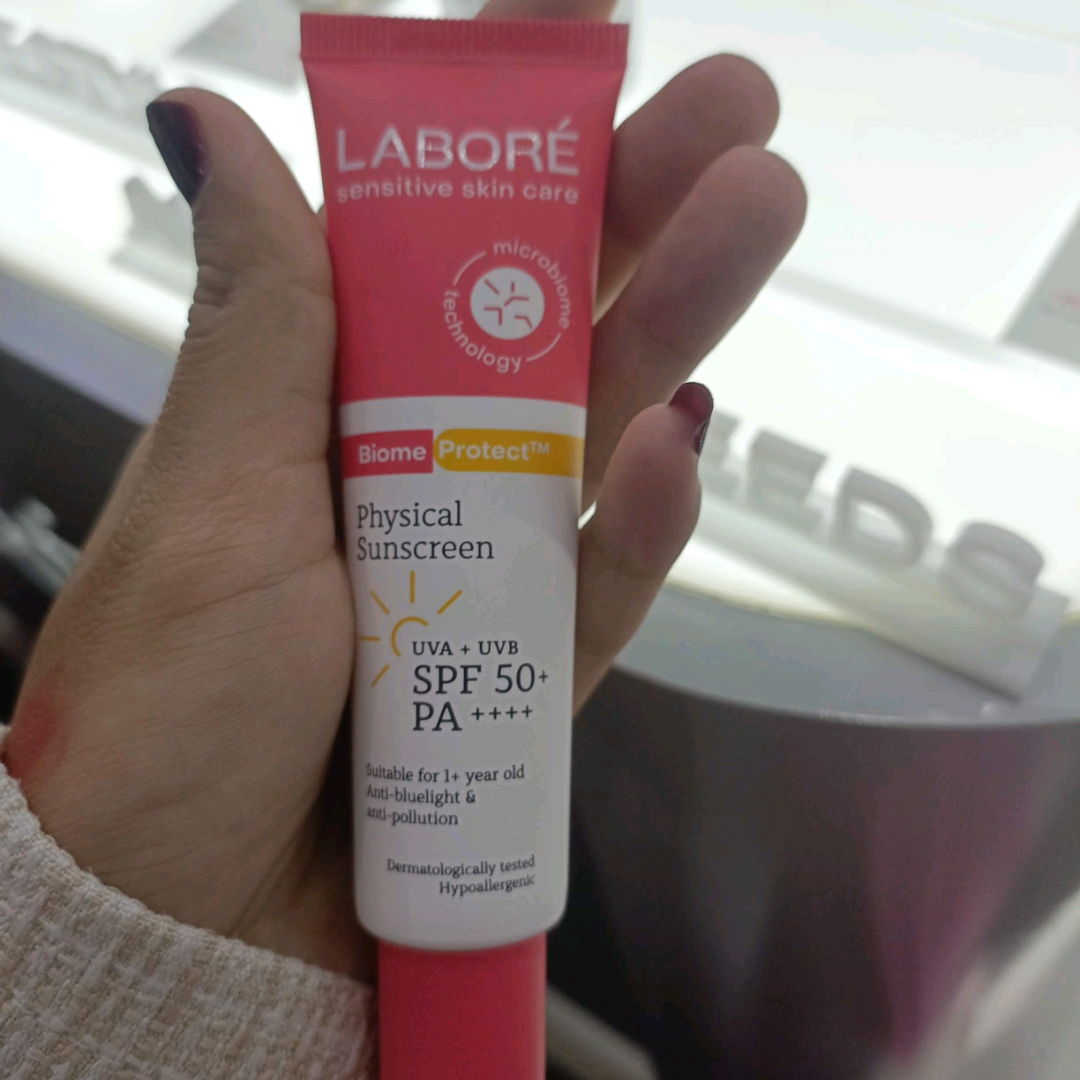 LABORÉ
sensitive skin care
microbiome
technology
Biome Protect™
Physical
Sunscreen
UVA + UVB
SPF 50+
PA ++++
Suitable for 1+ year old
Anti-bluelight &
anti-pollution
Dermatologically tested
Hypoallergenic
EEDS